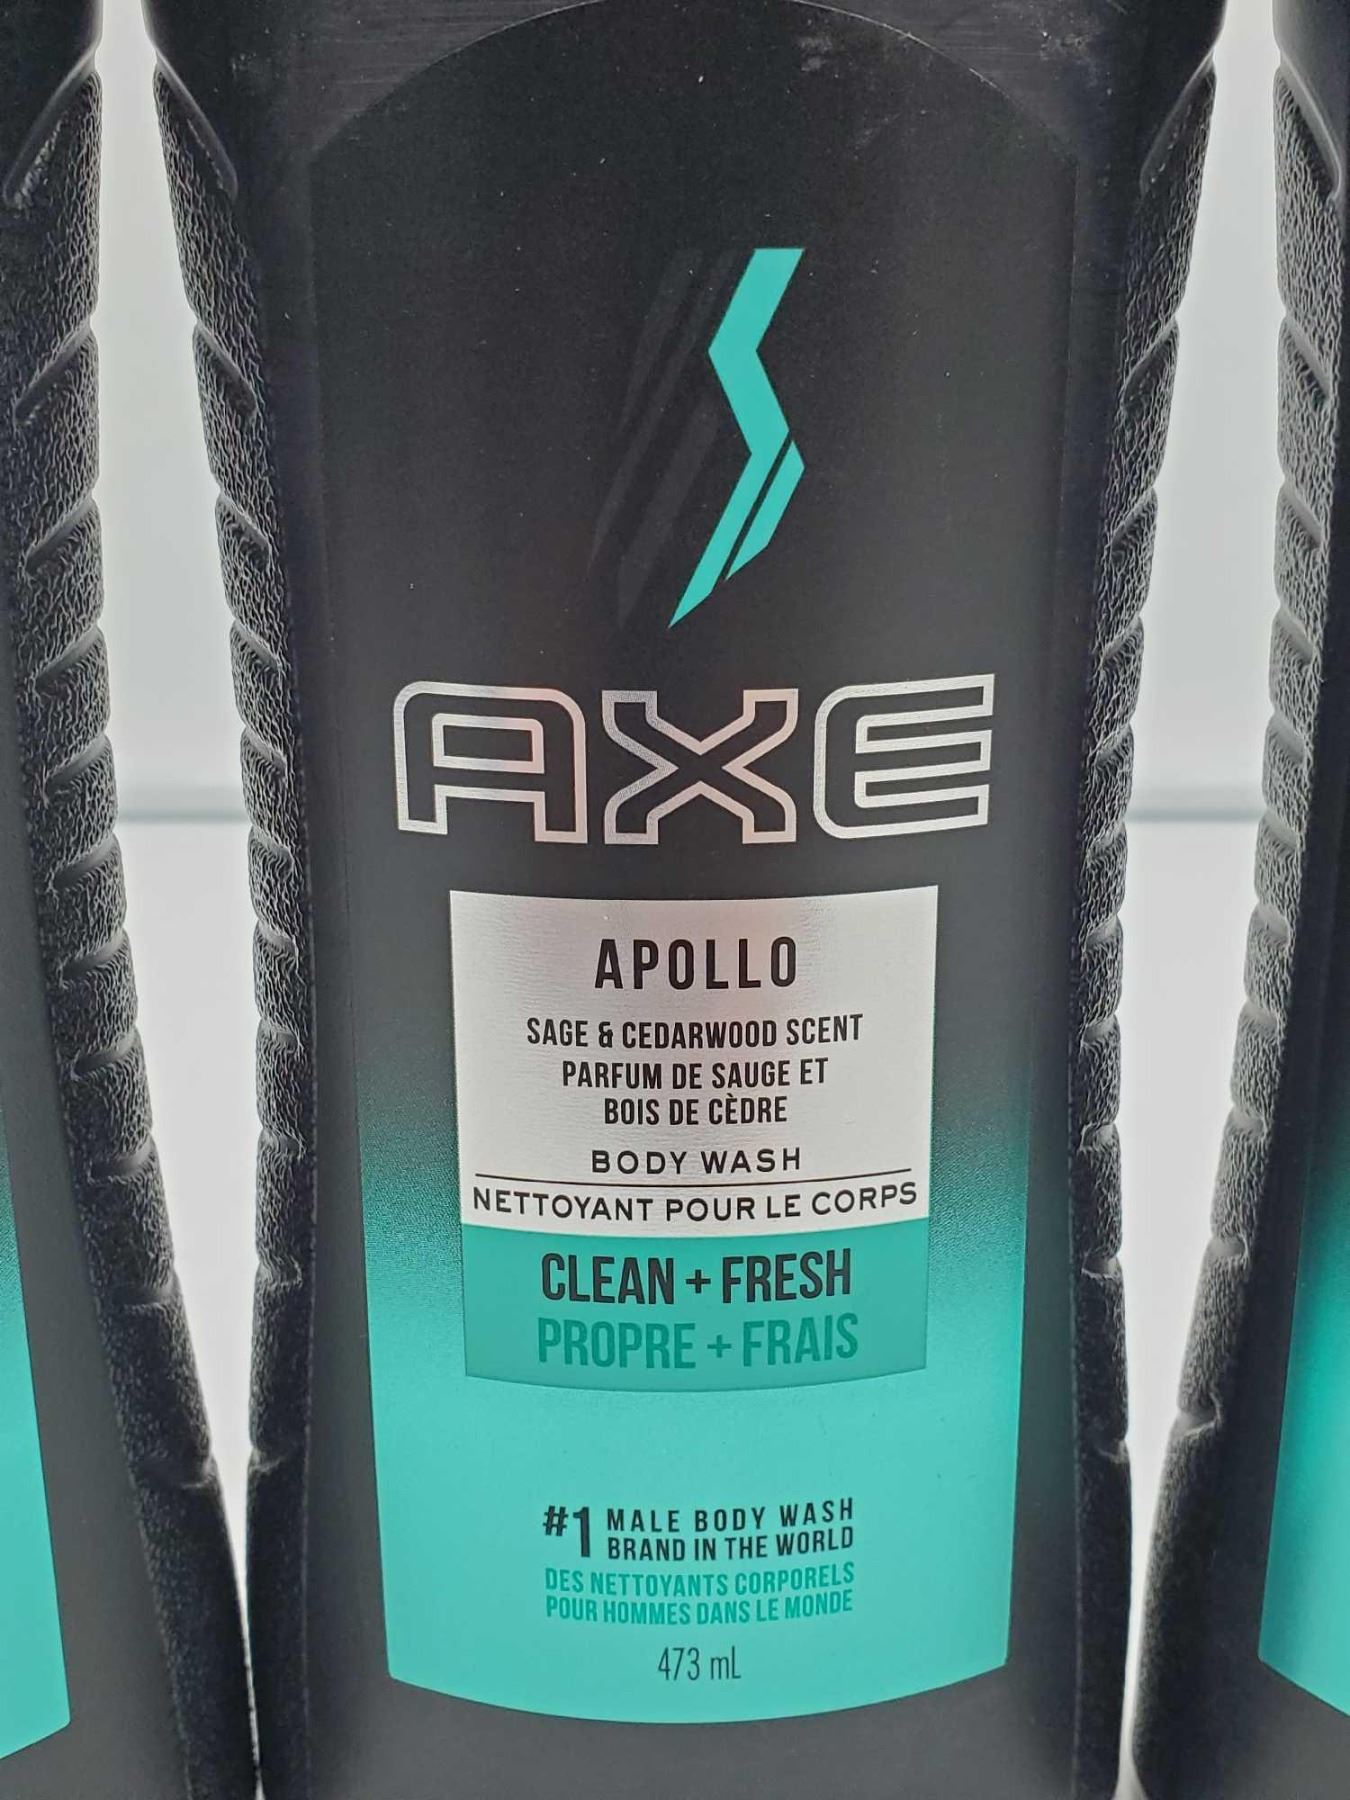 AXE
APOLLO
SAGE & CEDARWOOD SCENT
PARFUM DE SAUGE ET
BOIS DE CÈDRE
BODY WASH
NETTOYANT POUR LE CORPS
CLEAN + FRESH
PROPRE + FRAIS
#1 MALE BODY WASH
BRAND IN THE WORLD
DES NETTOYANTS CORPORELS
POUR HOMMES DANS LE MONDE
473 mL